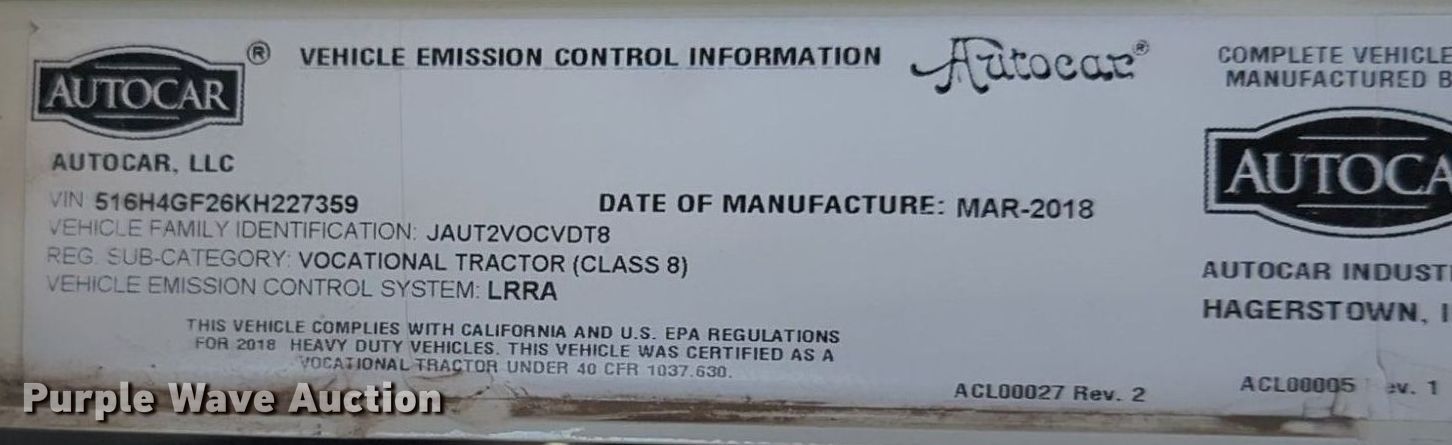 AUTOCAR ®
VEHICLE EMISSION CONTROL INFORMATION
Autocar®
AUTOCAR, LLC
VIN 516H4GF26KH227359
DATE OF MANUFACTURE: MAR-2018
VEHICLE FAMILY IDENTIFICATION: JAUT2VOCVDT8
REG. SUB-CATEGORY: VOCATIONAL TRACTOR (CLASS 8)
VEHICLE EMISSION CONTROL SYSTEM: LRRA
THIS VEHICLE COMPLIES WITH CALIFORNIA AND U.S. EPA REGULATIONS
FOR 2018 HEAVY DUTY VEHICLES. THIS VEHICLE WAS CERTIFIED AS A
VOCATIONAL TRACTOR UNDER 40 CFR 1037.630.
ACL00027 Rev. 2
COMPLETE VEHICLE
MANUFACTURED B
AUTOCA
AUTOCAR INDUST
HAGERSTOWN, I
ACL00005 ev. 1
Purple Wave Auction